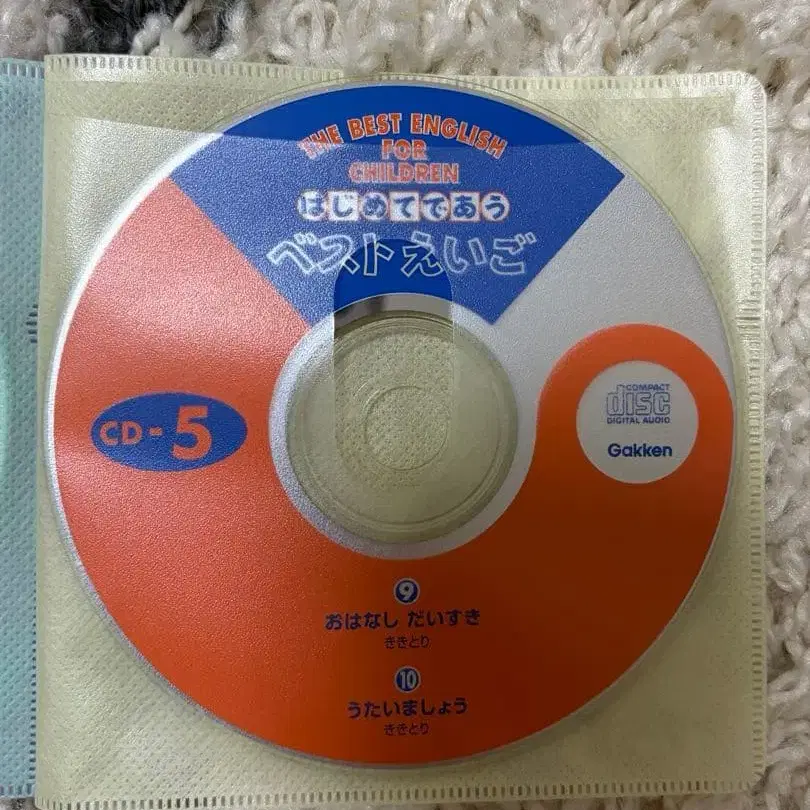 THE BEST ENGLISH
FOR
CHILDREN
はじめてであう
ベストえいご
CD-5
COMPACT
disc
DIGITAL AUDIO
Gakken
9
おはなし だいすき
ききとり
10
うたいましょう
ききとり